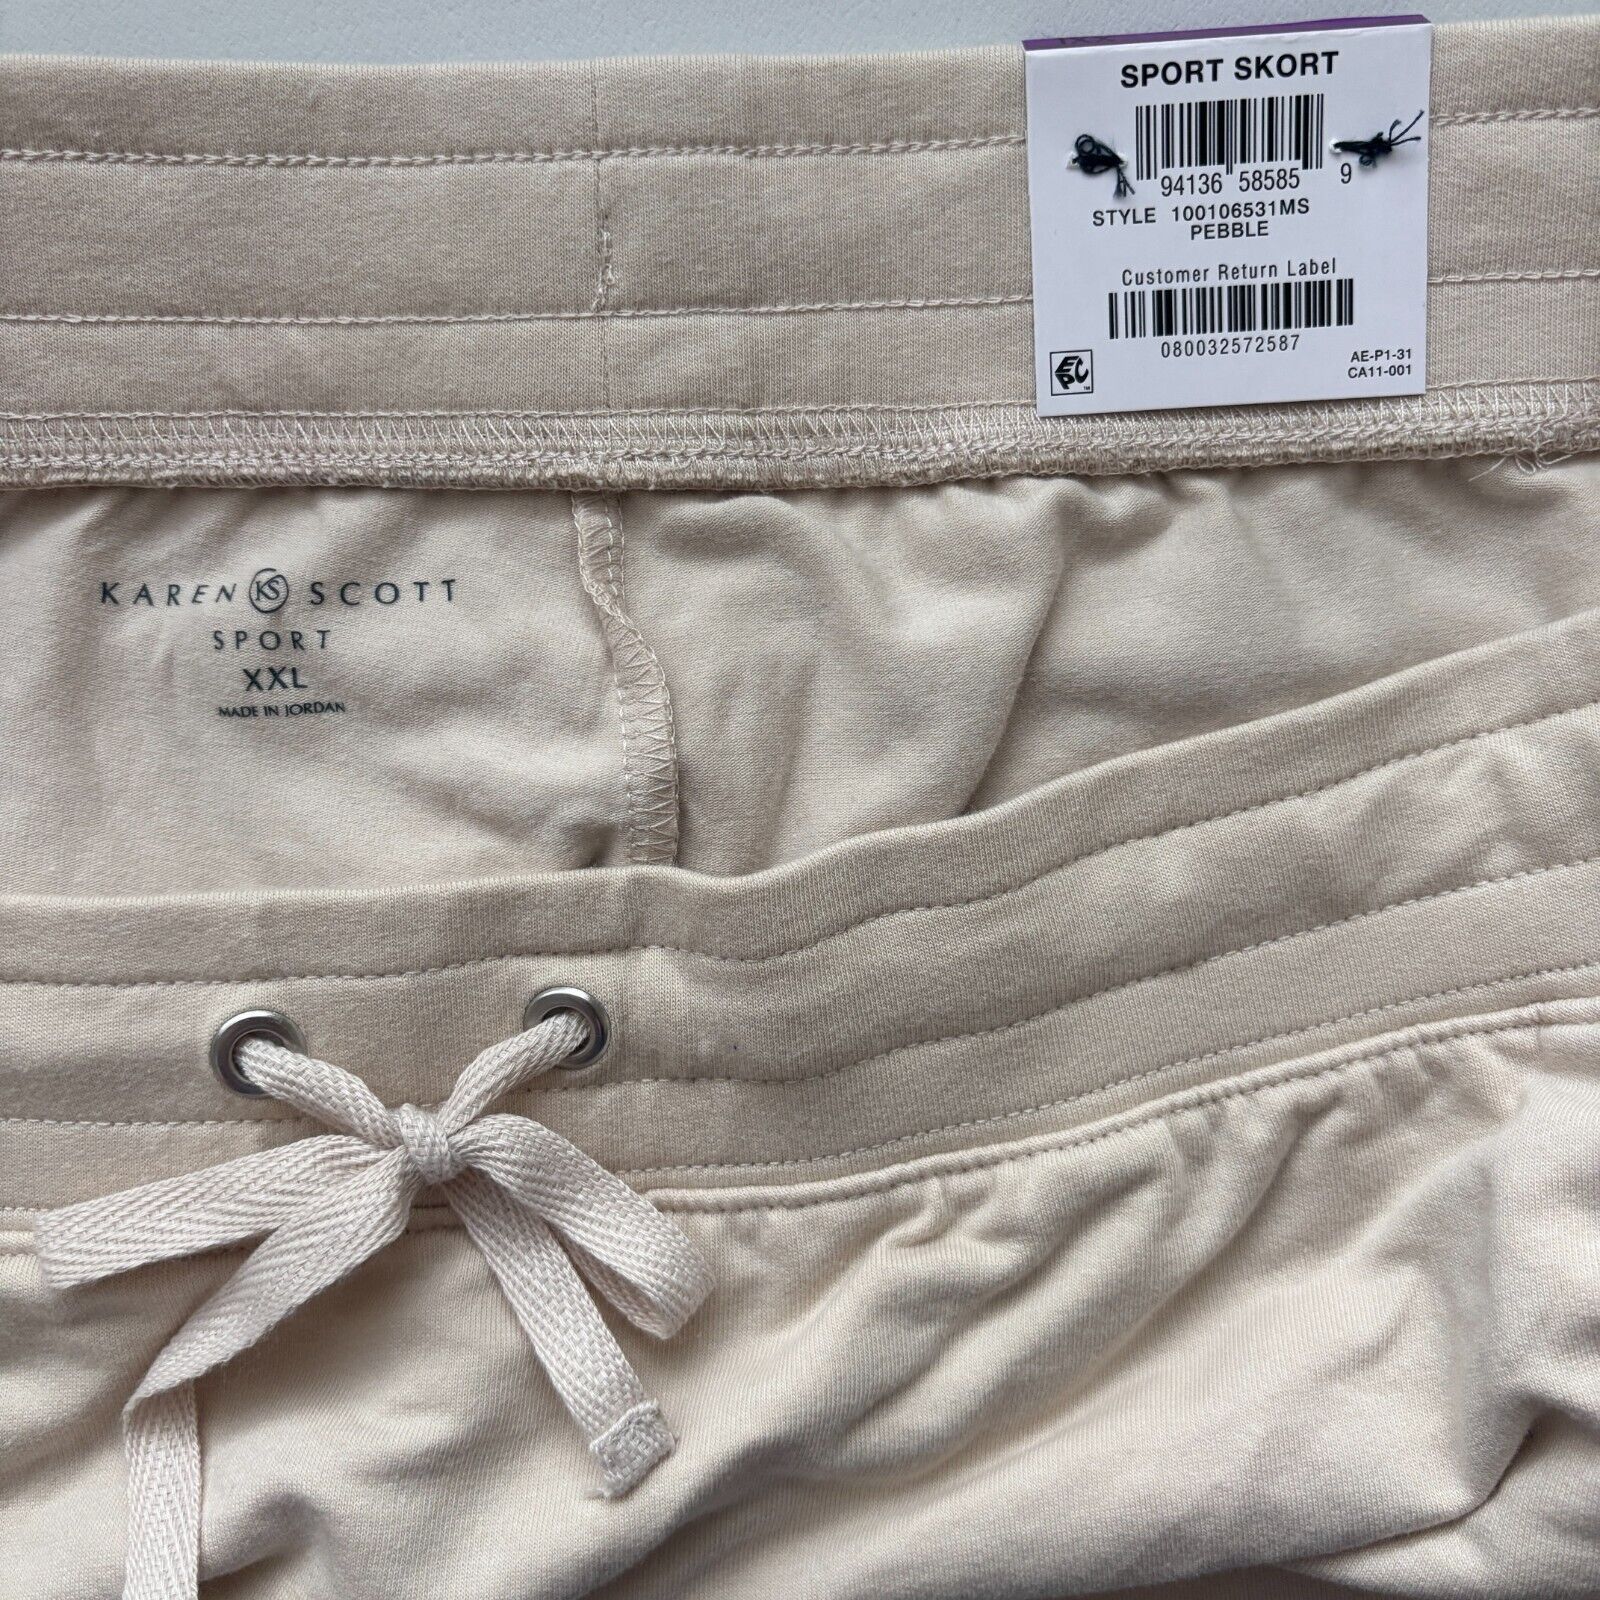 SPORT SKORT
94136 58585 9
STYLE 100106531MS
PEBBLE
Customer Return Label
080032572587
EPC
AE-P1-31
CA11-001
KAREN KS SCOTT
SPORT
XXL
MADE IN JORDAN